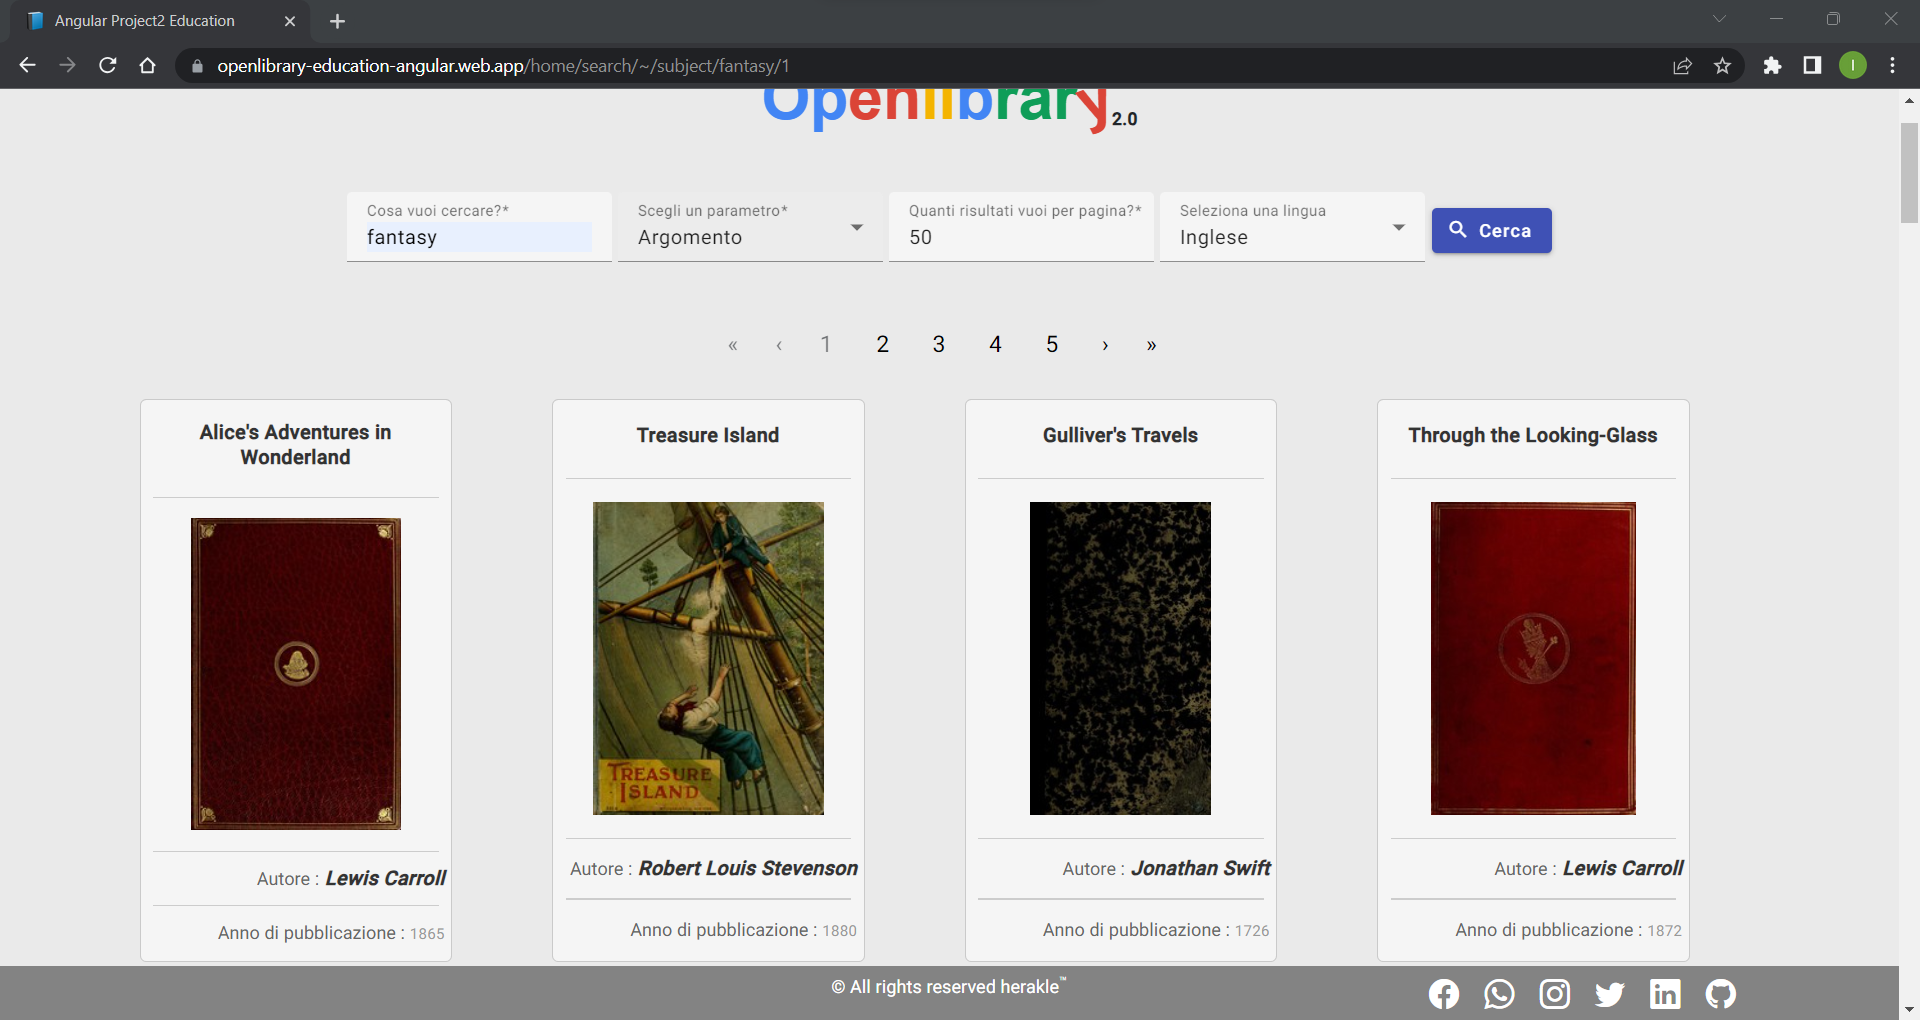 Angular Project2 Education
openlibrary-education-angular.web.app/home/search/~/subject/fantasy/1
I
Openlibrary 2.0
Cosa vuoi cercare?*
fantasy
Scegli un parametro*
Argomento
Quanti risultati vuoi per pagina?*
50
Seleziona una lingua
Inglese
Cerca
« ‹ 1 2 3 4 5 › »
Alice's Adventures in
Wonderland
Autore : Lewis Carroll
Anno di pubblicazione : 1865
Treasure Island
TREASURE
ISLAND
Autore : Robert Louis Stevenson
Anno di pubblicazione : 1880
Gulliver's Travels
Autore : Jonathan Swift
Anno di pubblicazione : 1726
Through the Looking-Glass
Autore : Lewis Carroll
Anno di pubblicazione : 1872
© All rights reserved herakle™
in